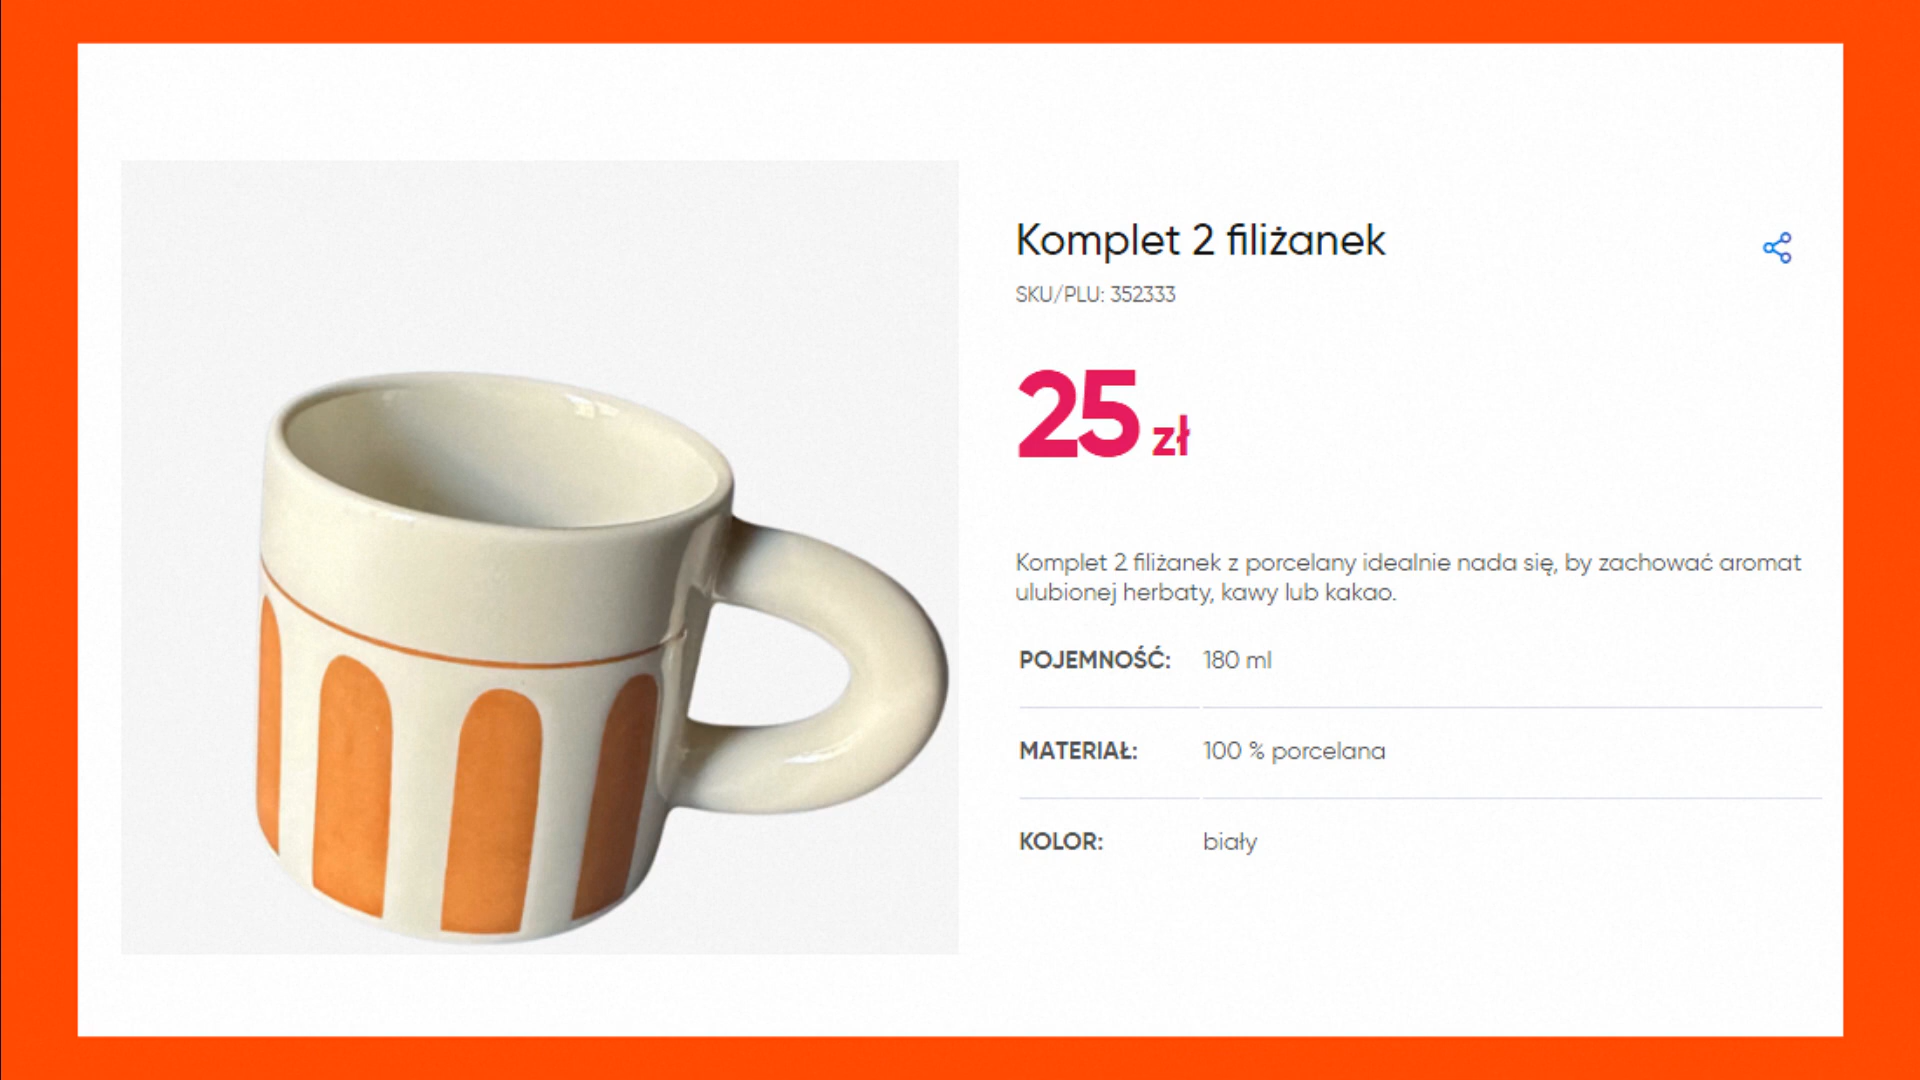 Komplet 2 filiżanek
SKU/PLU: 352333
25 zł
Komplet 2 filiżanek z porcelany idealnie nada się, by zachować aromat
ulubionej herbaty, kawy lub kakao.
POJEMNOŚĆ: 180 ml
MATERIAŁ: 100 % porcelana
KOLOR: biały